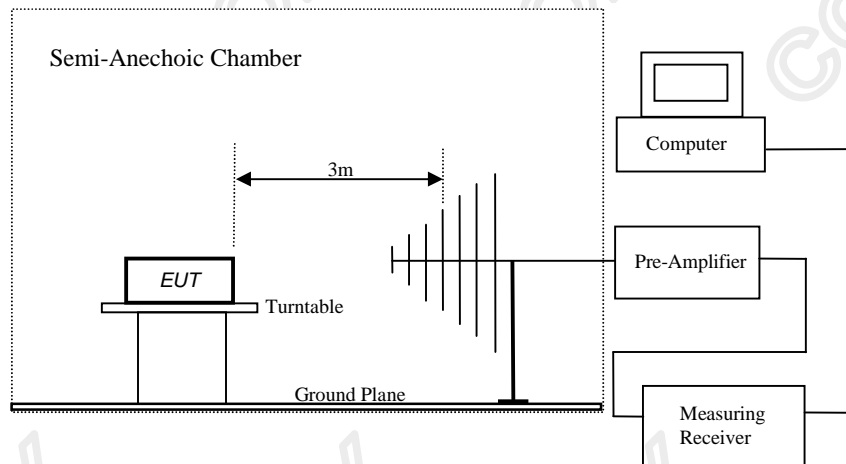 Semi-Anechoic Chamber
3m
Computer
Pre-Amplifier
EUT
Turntable
Ground Plane
Measuring
Receiver